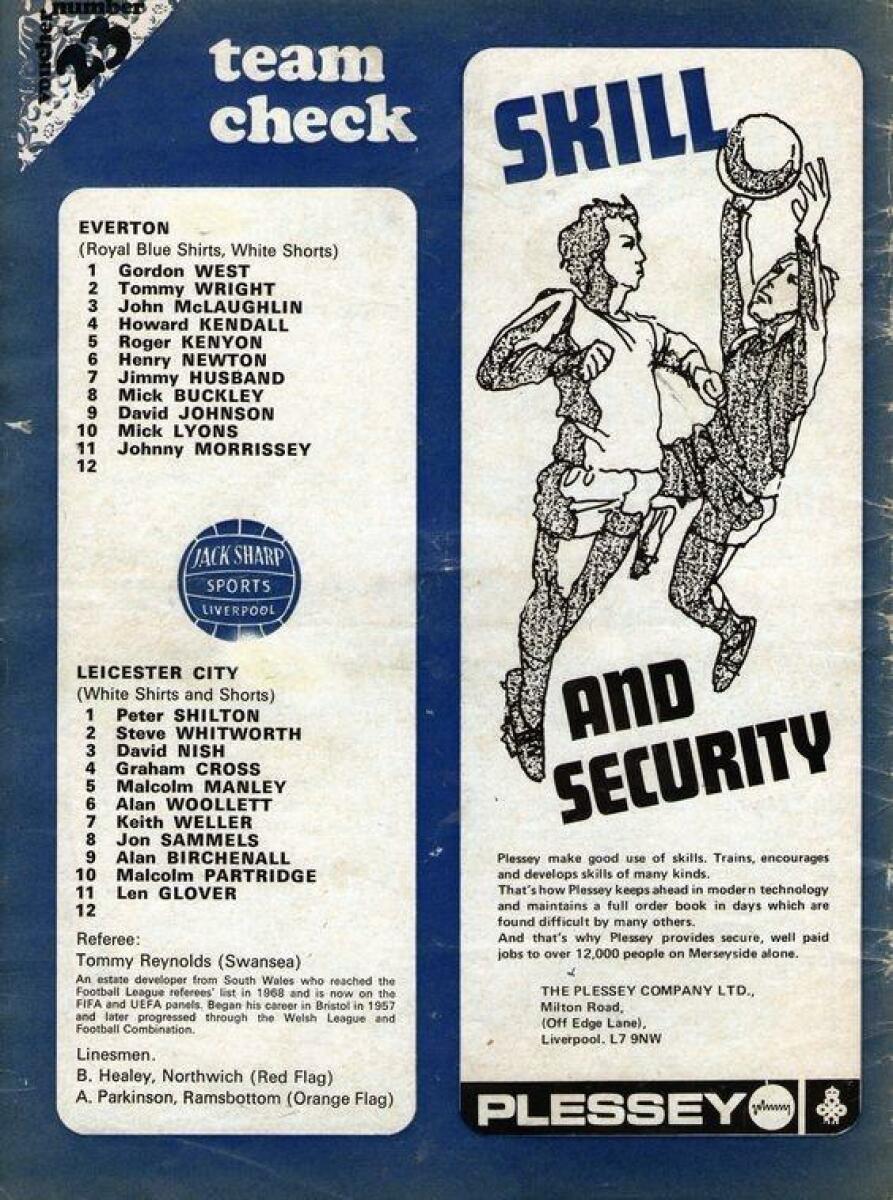 voucher number
23
team
check
EVERTON
(Royal Blue Shirts, White Shorts)
1 Gordon WEST
2 Tommy WRIGHT
3 John McLAUGHLIN
4 Howard KENDALL
5 Roger KENYON
6 Henry NEWTON
7 Jimmy HUSBAND
8 Mick BUCKLEY
9 David JOHNSON
10 Mick LYONS
11 Johnny MORRISSEY
12
JACK SHARP
SPORTS
LIVERPOOL
LEICESTER CITY
(White Shirts and Shorts)
1 Peter SHILTON
2 Steve WHITWORTH
3 David NISH
4 Graham CROSS
5 Malcolm MANLEY
6 Alan WOOLLETT
7 Keith WELLER
8 Jon SAMMELS
9 Alan BIRCHENALL
10 Malcolm PARTRIDGE
11 Len GLOVER
12
Referee:
Tommy Reynolds (Swansea)
An estate developer from South Wales who reached the
Football League referees' list in 1968 and is now on the
FIFA and UEFA panels. Began his career in Bristol in 1957
and later progressed through the Welsh League and
Football Combination.
Linesmen.
B. Healey, Northwich (Red Flag)
A. Parkinson, Ramsbottom (Orange Flag)
SKILL
AND
SECURITY
Plessey make good use of skills. Trains, encourages
and develops skills of many kinds.
That's how Plessey keeps ahead in modern technology
and maintains a full order book in days which are
found difficult by many others.
And that's why Plessey provides secure, well paid
jobs to over 12,000 people on Merseyside alone.
THE PLESSEY COMPANY LTD.,
Milton Road,
(Off Edge Lane),
Liverpool. L7 9NW
PLESSEY